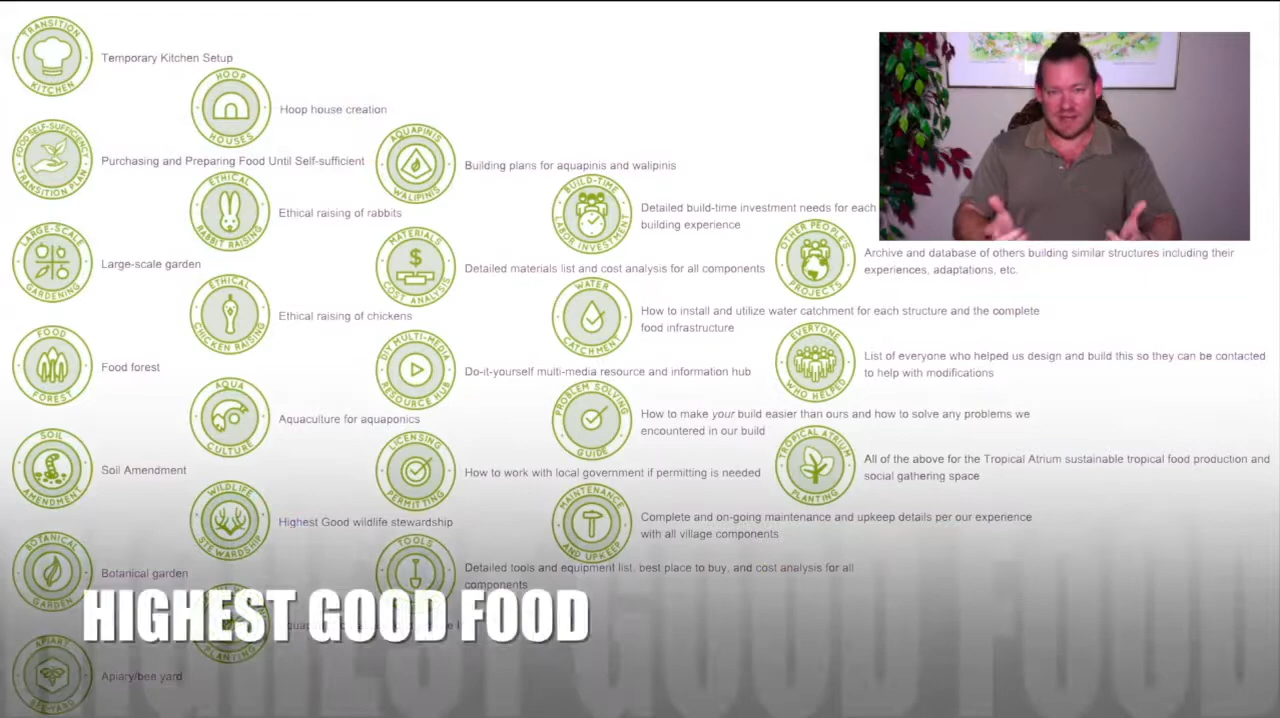 TRANSITION
KITCHEN
Temporary Kitchen Setup
HOOP
HOUSES
Hoop house creation
FOOD SELF-SUFFICIENCY
TRANSITION PLAN
Purchasing and Preparing Food Until Self-sufficient
AQUAPINIS
WALIPINIS
Building plans for aquapinis and walipinis
ETHICAL
RABBIT RAISING
Ethical raising of rabbits
BUILD-TIME
LABOR INVESTMENT
Detailed build-time investment needs for each
building experience
LARGE-SCALE
GARDENING
Large-scale garden
MATERIALS
COST ANALYSIS
Detailed materials list and cost analysis for all components
OTHER PEOPLE'S
PROJECTS
Archive and database of others building similar structures including their
experiences, adaptations, etc.
ETHICAL
CHICKEN RAISING
Ethical raising of chickens
WATER
CATCHMENT
How to install and utilize water catchment for each structure and the complete
food infrastructure
FOOD
FOREST
Food forest
DIY MULTI-MEDIA
RESOURCE HUB
Do-it-yourself multi-media resource and information hub
EVERYONE
WHO HELPED
List of everyone who helped us design and build this so they can be contacted
to help with modifications
AQUA
CULTURE
Aquaculture for aquaponics
PROBLEM SOLVING
GUIDE
How to make your build easier than ours and how to solve any problems we
encountered in our build
SOIL
AMENDMENT
Soil Amendment
LICENSING
PERMITTING
How to work with local government if permitting is needed
TROPICAL ATRIUM
PLANTING
All of the above for the Tropical Atrium sustainable tropical food production and
social gathering space
WILDLIFE
STEWARDSHIP
Highest Good wildlife stewardship
MAINTENANCE
AND UPKEEP
Complete and on-going maintenance and upkeep details per our experience
with all village components
BOTANICAL
GARDEN
Botanical garden
TOOLS
Detailed tools and equipment list, best place to buy, and cost analysis for all
components
PLANTING
HIGHEST GOOD FOOD
APIARY
BEE YARD
Apiary/bee yard
HIGHEST GOOD FOOD